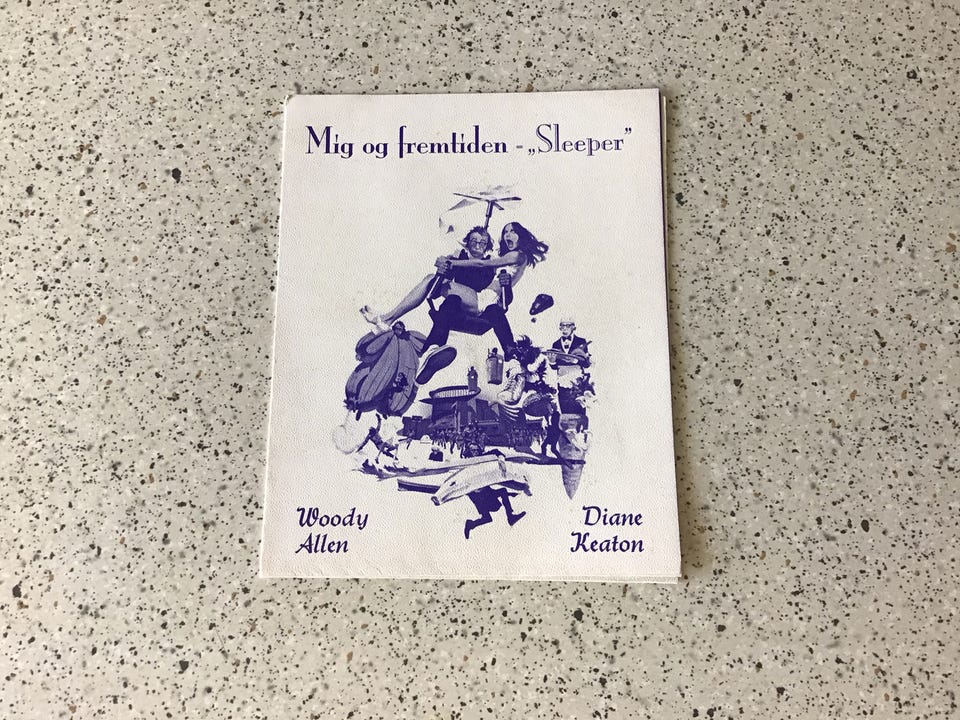 Mig og fremtiden - „Sleeper”
Woody
Allen
Diane
Keaton